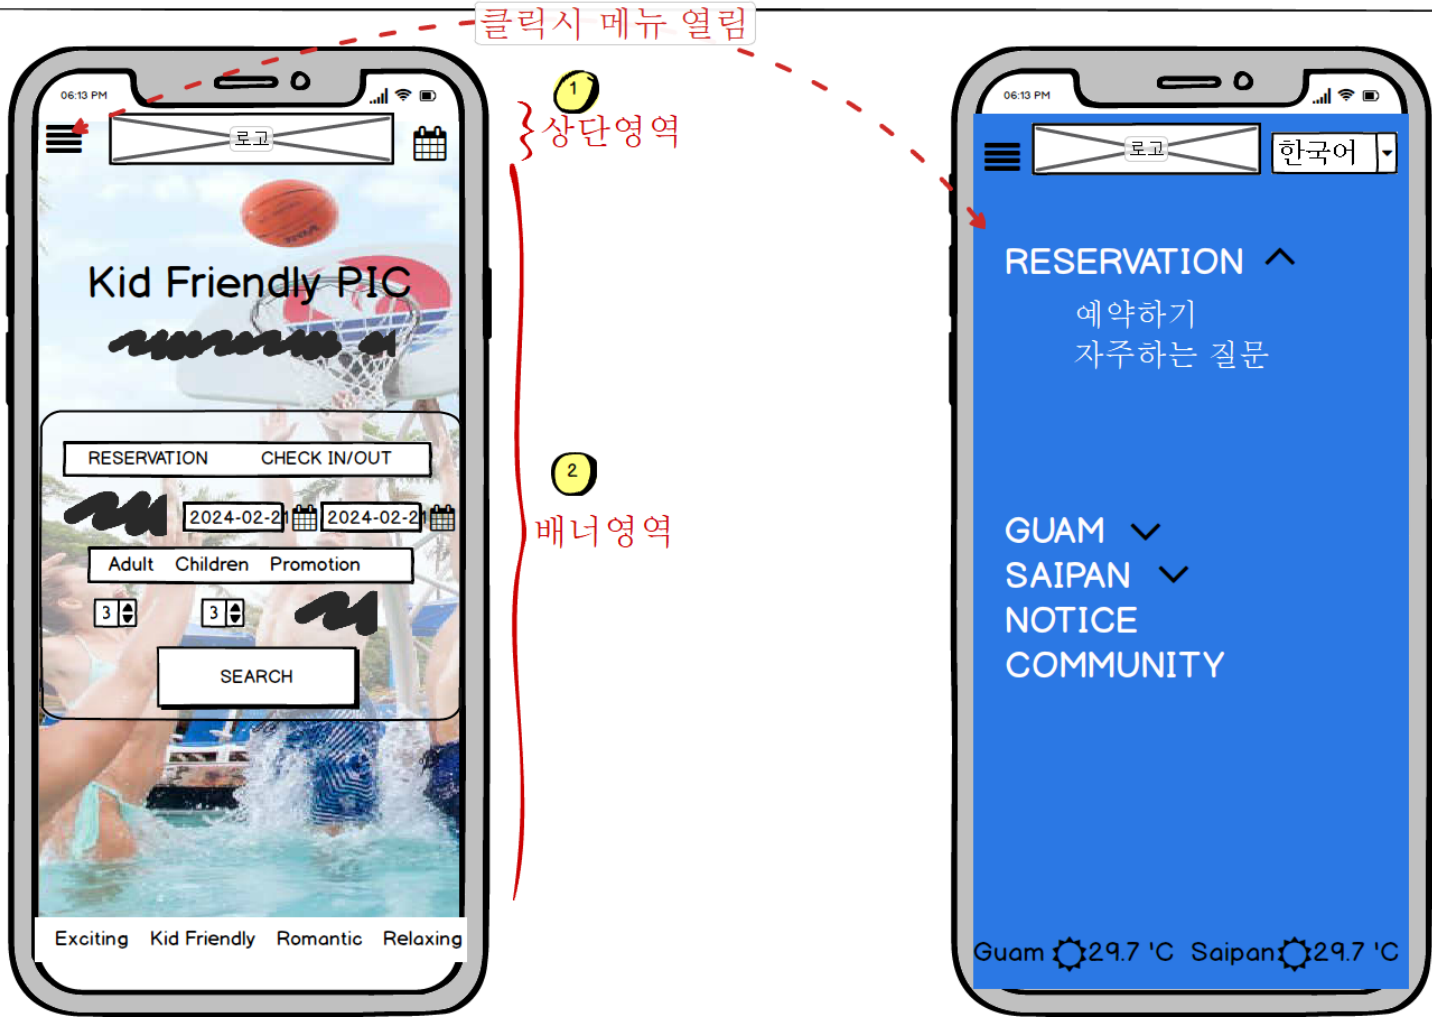 클릭시 메뉴 열림
06:13 PM
로고
1
상단영역
Kid Friendly PIC
RESERVATION CHECK IN/OUT
2024-02-21 2024-02-21
Adult Children Promotion
3 3
SEARCH
2
배너영역
Exciting Kid Friendly Romantic Relaxing
06:13 PM
로고
한국어
RESERVATION
예약하기
자주하는 질문
GUAM
SAIPAN
NOTICE
COMMUNITY
Guam 29.7 'C Saipan 29.7 'C